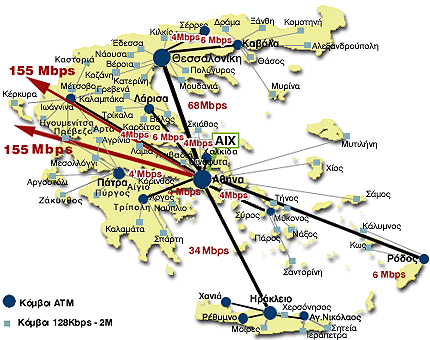 Δράμα
Ξάνθη
Κομοτηνή
Σέρρες
Κιλκίς
4Mbps
6 Mbps
Καβάλα
Αλεξανδρούπολη
Έδεσσα
Νάουσα
Βέροια
Θεσσαλονίκη
Θάσος
Καστοριά
Κοζάνη
Κατερίνη
Πολύγυρος
155 Mbps
Μέτσοβο
Γρεβενά
Μουδανιά
Μυρίνα
Κέρκυρα
Καλαμπάκα
Λάρισα
68Mbps
Ιωάννινα
Τρίκαλα
Βόλος
Ηγουμενίτσα
Πρέβεζα
Άρτα
Καρδίτσα
Σκιάθος
4Mbps
6 Mbps
4Mbps
AIX
Μυτιλήνη
155 Mbps
Αγρίνιο
Λαμία
Χαλκίδα
Μεσολόγγι
4 Mbps
Αθήνα
Χίος
Αργοστόλι
Πάτρα
Κόρινθος
Αίγιο
4 Mbps
4Mbps
Σάμος
Ζάκυνθος
Πύργος
Άργος
Τήνος
Τρίπολη
Ναύπλιο
Σύρος
Μύκονος
Κάλυμνος
Καλαμάτα
Σπάρτη
Πάρος
Νάξος
Κως
34Mbps
Ρόδος
Σαντορίνη
6 Mbps
Χανιά
Ηράκλειο
Χερσόνησος
Ρέθυμνο
Αγ.Νικόλαος
Μοίρες
Σητεία
Ιεράπετρα
Κόμβοι ATM
Κόμβοι 128Kbps - 2M